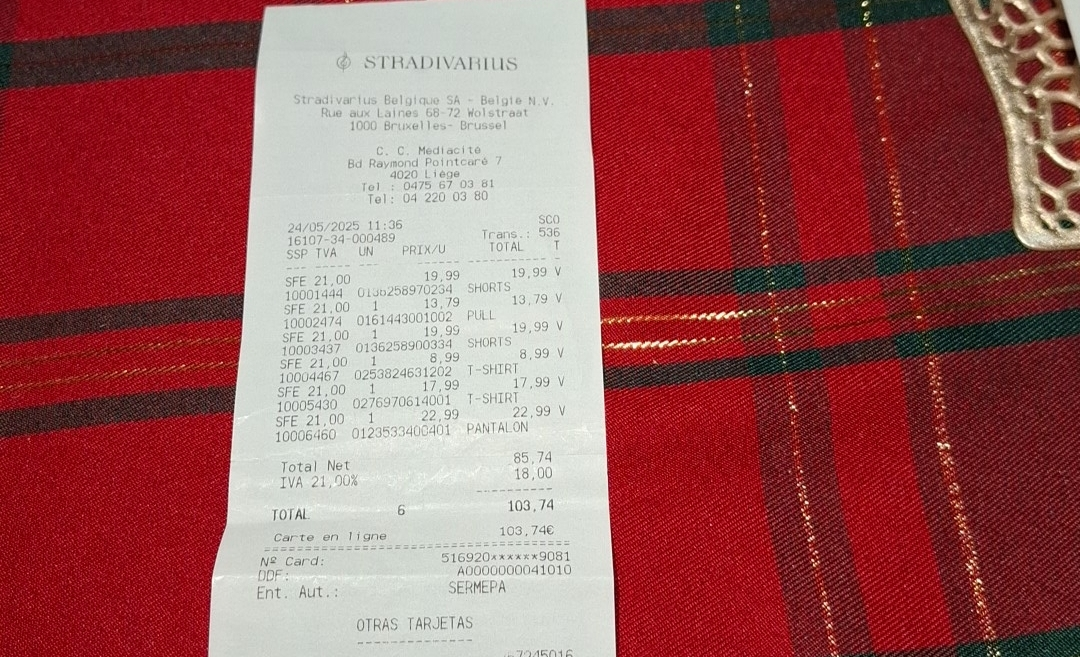 STRADIVARIUS
Stradivarius Belgique SA - Belgie N.V.
Rue aux Laines 68-72 Wolstraat
1000 Bruxelles- Brussel
C. C. Mediacité
Bd Raymond Pointcaré 7
4020 Liège
Tel : 0475 67 03 81
Tel: 04 220 03 80
24/05/2025 11:36 SCO
16107-34-000489 Trans.: 536
SSP TVA UN PRIX/U TOTAL T
SFE 21,00 19,99 19,99 V
10001444 0136258970234 SHORTS
SFE 21,00 1 13,79 13,79 V
10002474 0161443001002 PULL
SFE 21,00 1 19,99 19,99 V
10003437 0136258900334 SHORTS
SFE 21,00 1 8,99 8,99 V
10004467 0253824631202 T-SHIRT
SFE 21,00 1 17,99 17,99 V
10005430 0276970614001 T-SHIRT
SFE 21,00 1 22,99 22,99 V
10006460 0123533400401 PANTALON
Total Net 85,74
IVA 21,00% 18,00
TOTAL 6 103,74
Carte en ligne 103,74€
Nº Card: 516920******9081
DDF: A0000000041010
Ent. Aut.: SERMEPA
OTRAS TARJETAS